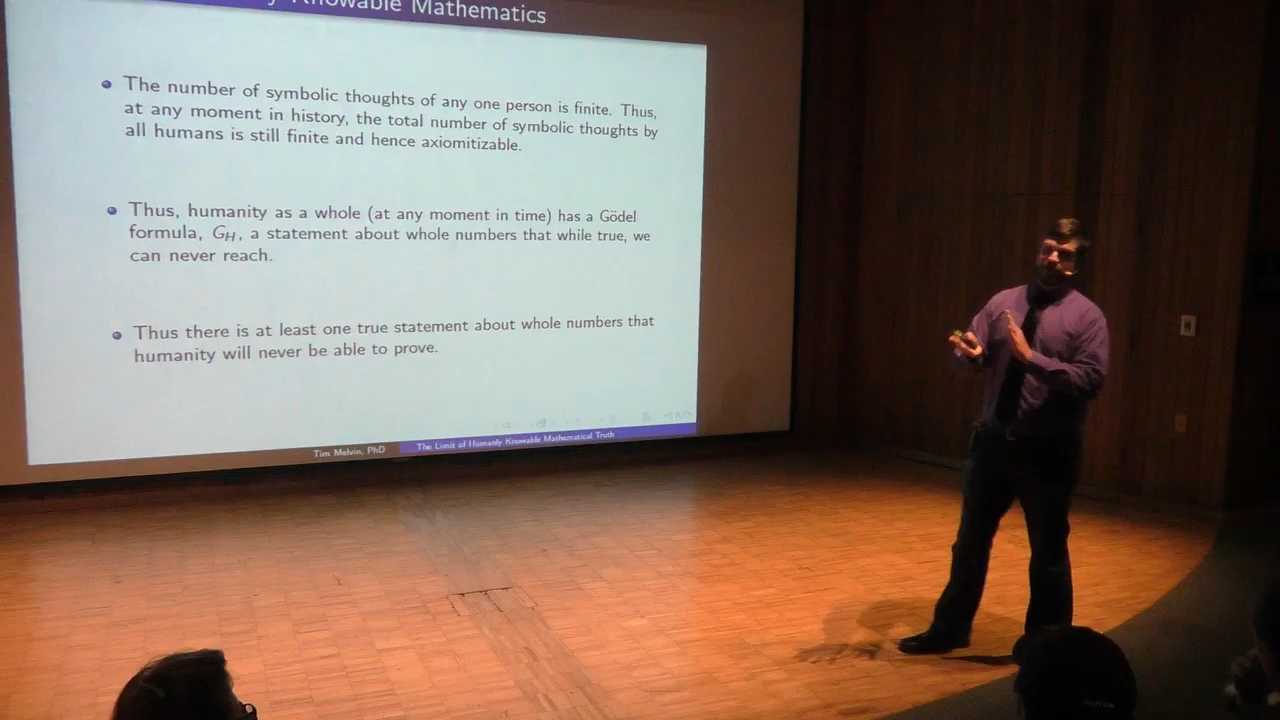 Knowable Mathematics
The number of symbolic thoughts of any one person is finite. Thus,
at any moment in history, the total number of symbolic thoughts by
all humans is still finite and hence axiomitizable.
Thus, humanity as a whole (at any moment in time) has a Gödel
formula, G_H, a statement about whole numbers that while true, we
can never reach.
Thus there is at least one true statement about whole numbers that
humanity will never be able to prove.
Tim Melvin, PhD
The Limit of Humanly Knowable Mathematical Truth